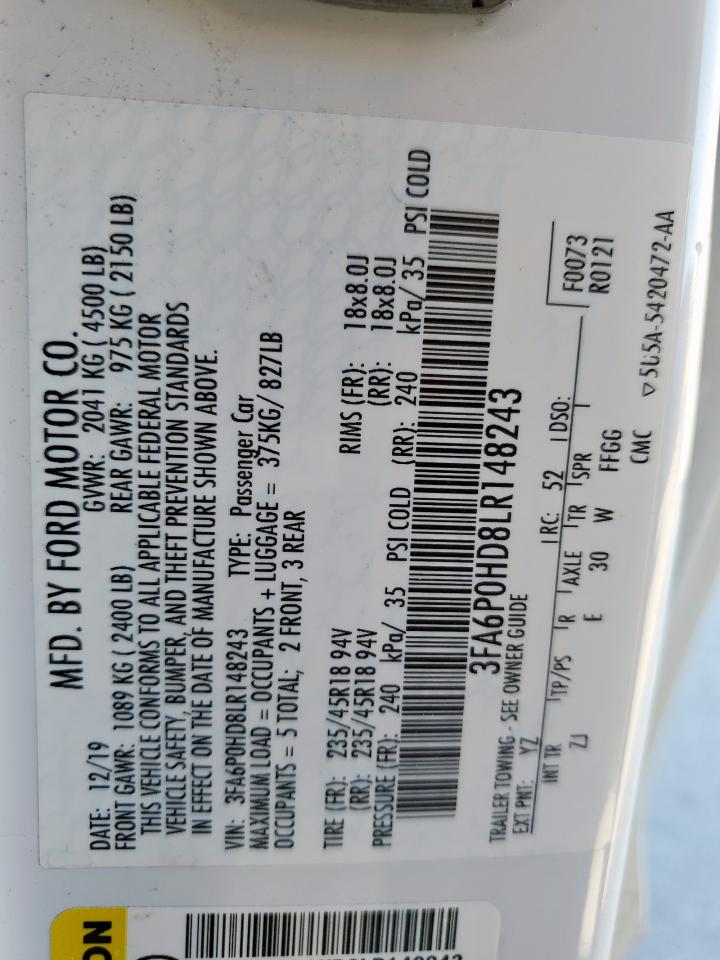 MFD. BY FORD MOTOR CO.
DATE: 12/19 GVWR: 2041 KG ( 4500 LB)
FRONT GAWR: 1089 KG ( 2400 LB) REAR GAWR: 975 KG ( 2150 LB)
THIS VEHICLE CONFORMS TO ALL APPLICABLE FEDERAL MOTOR
VEHICLE SAFETY, BUMPER, AND THEFT PREVENTION STANDARDS
IN EFFECT ON THE DATE OF MANUFACTURE SHOWN ABOVE.
VIN: 3FA6P0HD8LR148243 TYPE: Passenger Car
MAXIMUM LOAD = OCCUPANTS + LUGGAGE = 375KG/ 827LB
OCCUPANTS = 5 TOTAL; 2 FRONT, 3 REAR
TIRE (FR): 235/45R18 94V RIMS (FR): 18x8.0J
(RR): 235/45R18 94V (RR): 18x8.0J
PRESSURE (FR): 240 kPa/ 35 PSI COLD (RR): 240 kPa/ 35 PSI COLD
3FA6P0HD8LR148243
TRAILER TOWING - SEE OWNER GUIDE
EXT PNT: YZ RC: 52 DSO: F0073
R0121
INT TR TP/PS R AXLE TR SPR
ZJ E 30 W FFGG
CMC
5U5A-5420472-AA